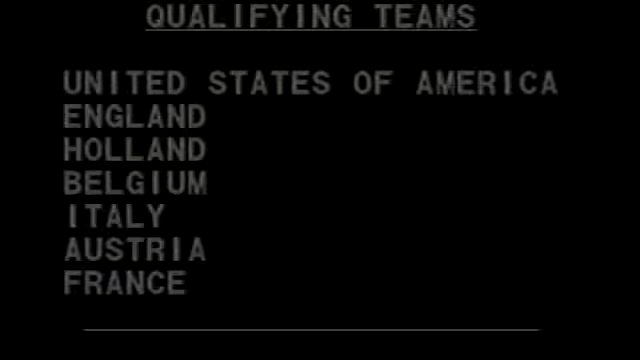 QUALIFYING TEAMS
UNITED STATES OF AMERICA
ENGLAND
HOLLAND
BELGIUM
ITALY
AUSTRIA
FRANCE